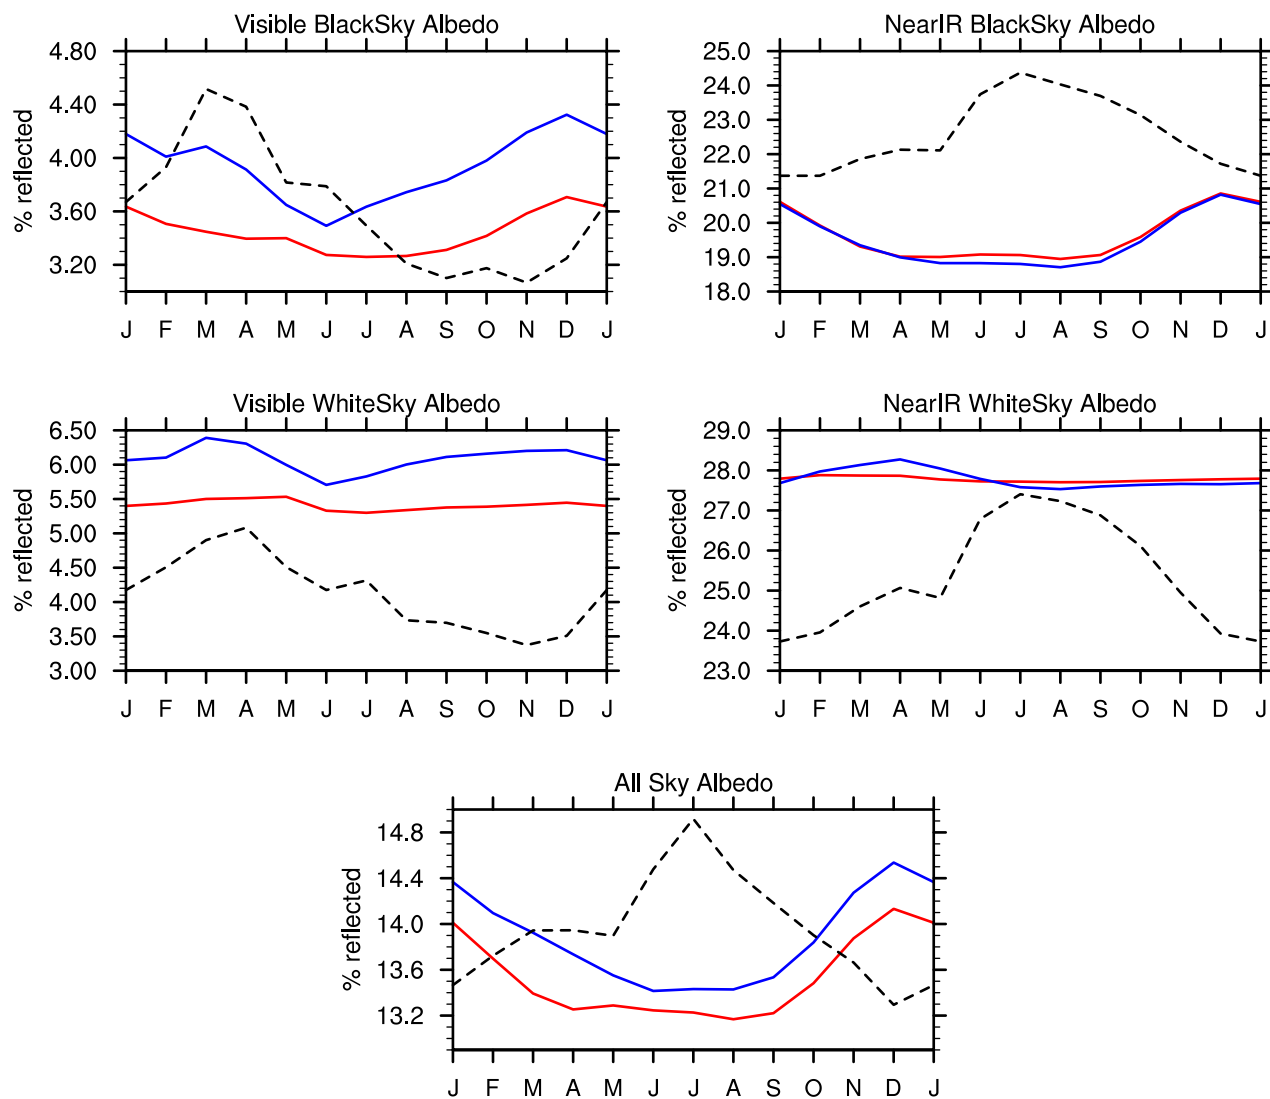 Visible BlackSky Albedo
% reflected
4.80
4.40
4.00
3.60
3.20
J F M A M J J A S O N D J
NearIR BlackSky Albedo
% reflected
25.0
24.0
23.0
22.0
21.0
20.0
19.0
18.0
J F M A M J J A S O N D J
Visible WhiteSky Albedo
% reflected
6.50
6.00
5.50
5.00
4.50
4.00
3.50
3.00
J F M A M J J A S O N D J
NearIR WhiteSky Albedo
% reflected
29.0
28.0
27.0
26.0
25.0
24.0
23.0
J F M A M J J A S O N D J
All Sky Albedo
% reflected
14.8
14.4
14.0
13.6
13.2
J F M A M J J A S O N D J